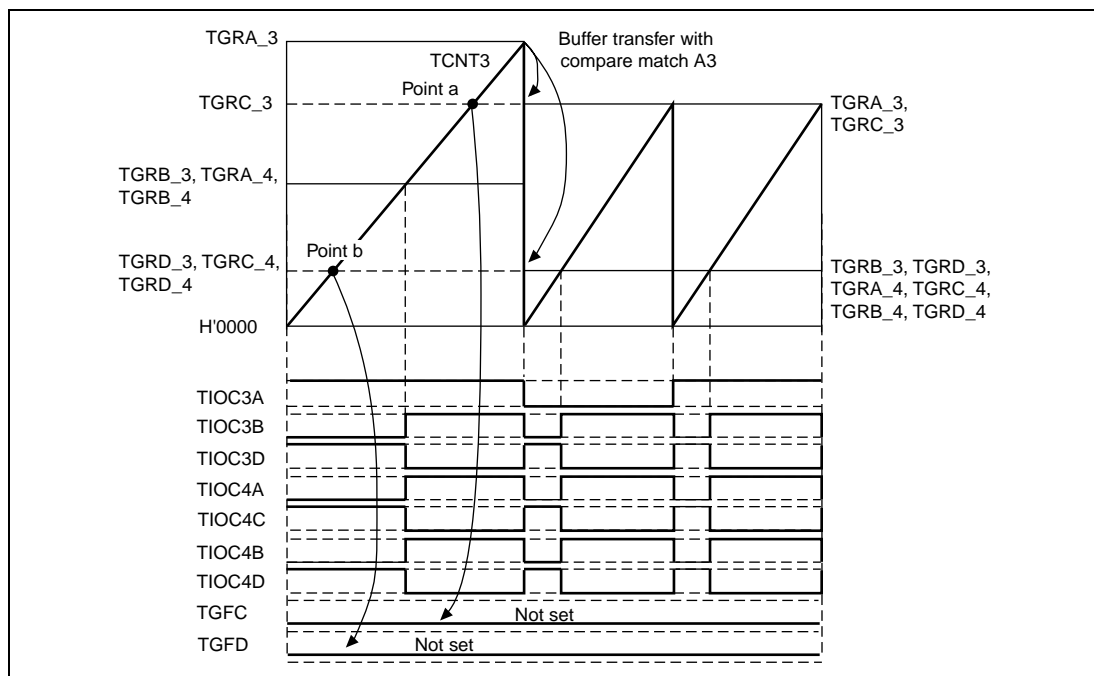 TGRA_3
TCNT3
Buffer transfer with
compare match A3
Point a
TGRC_3
TGRA_3,
TGRC_3
TGRB_3, TGRA_4,
TGRB_4
Point b
TGRD_3, TGRC_4,
TGRD_4
TGRB_3, TGRD_3,
TGRA_4, TGRC_4,
TGRB_4, TGRD_4
H'0000
TIOC3A
TIOC3B
TIOC3D
TIOC4A
TIOC4C
TIOC4B
TIOC4D
TGFC
Not set
TGFD
Not set